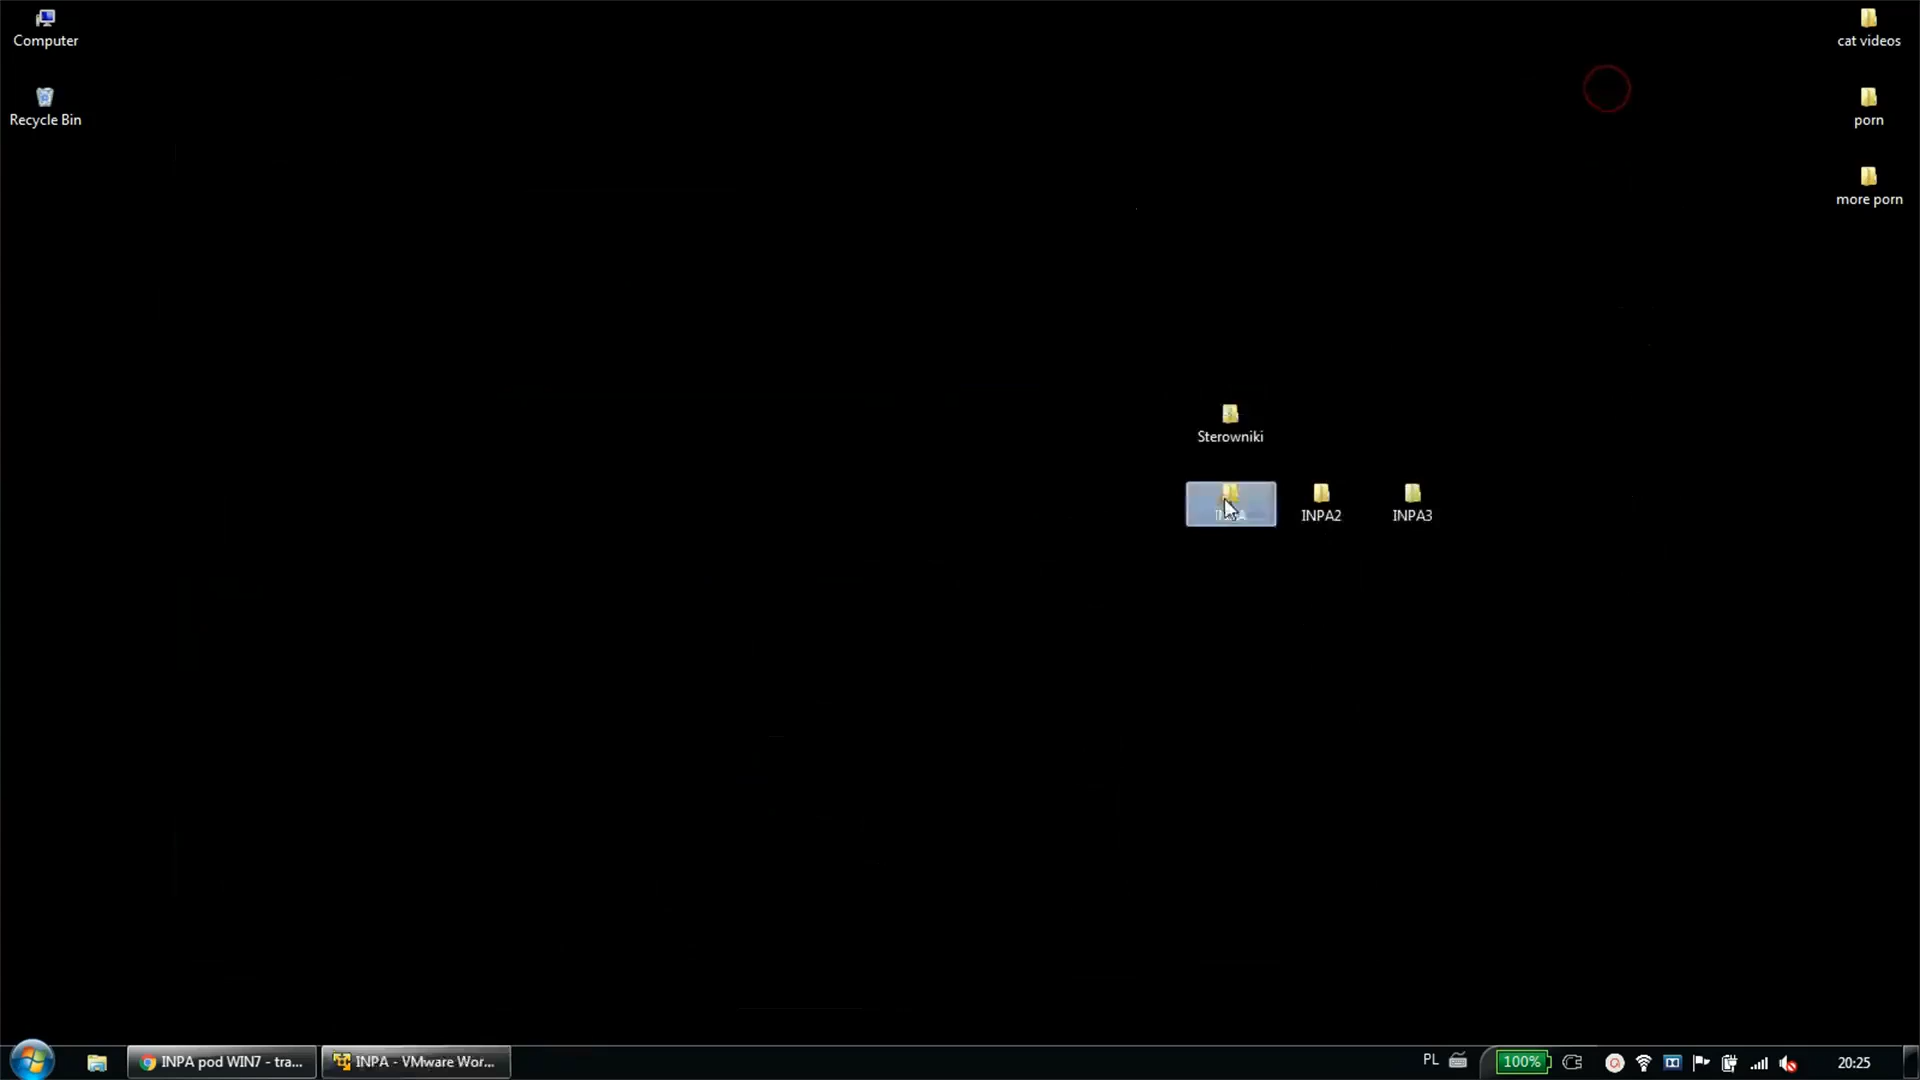 Computer
cat videos
Recycle Bin
porn
more porn
Sterowniki
INPA
INPA2
INPA3
INPA pod WIN7 - tra...
INPA - VMware Wor...
PL
100%
20:25